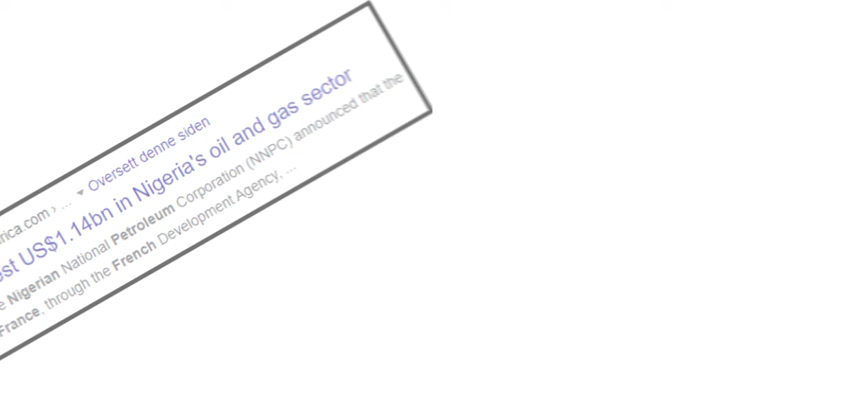 rica.com › ... ▾ Oversett denne siden
est US$1.14bn in Nigeria's oil and gas sector
e Nigerian National Petroleum Corporation (NNPC) announced that the
France, through the French Development Agency, ...